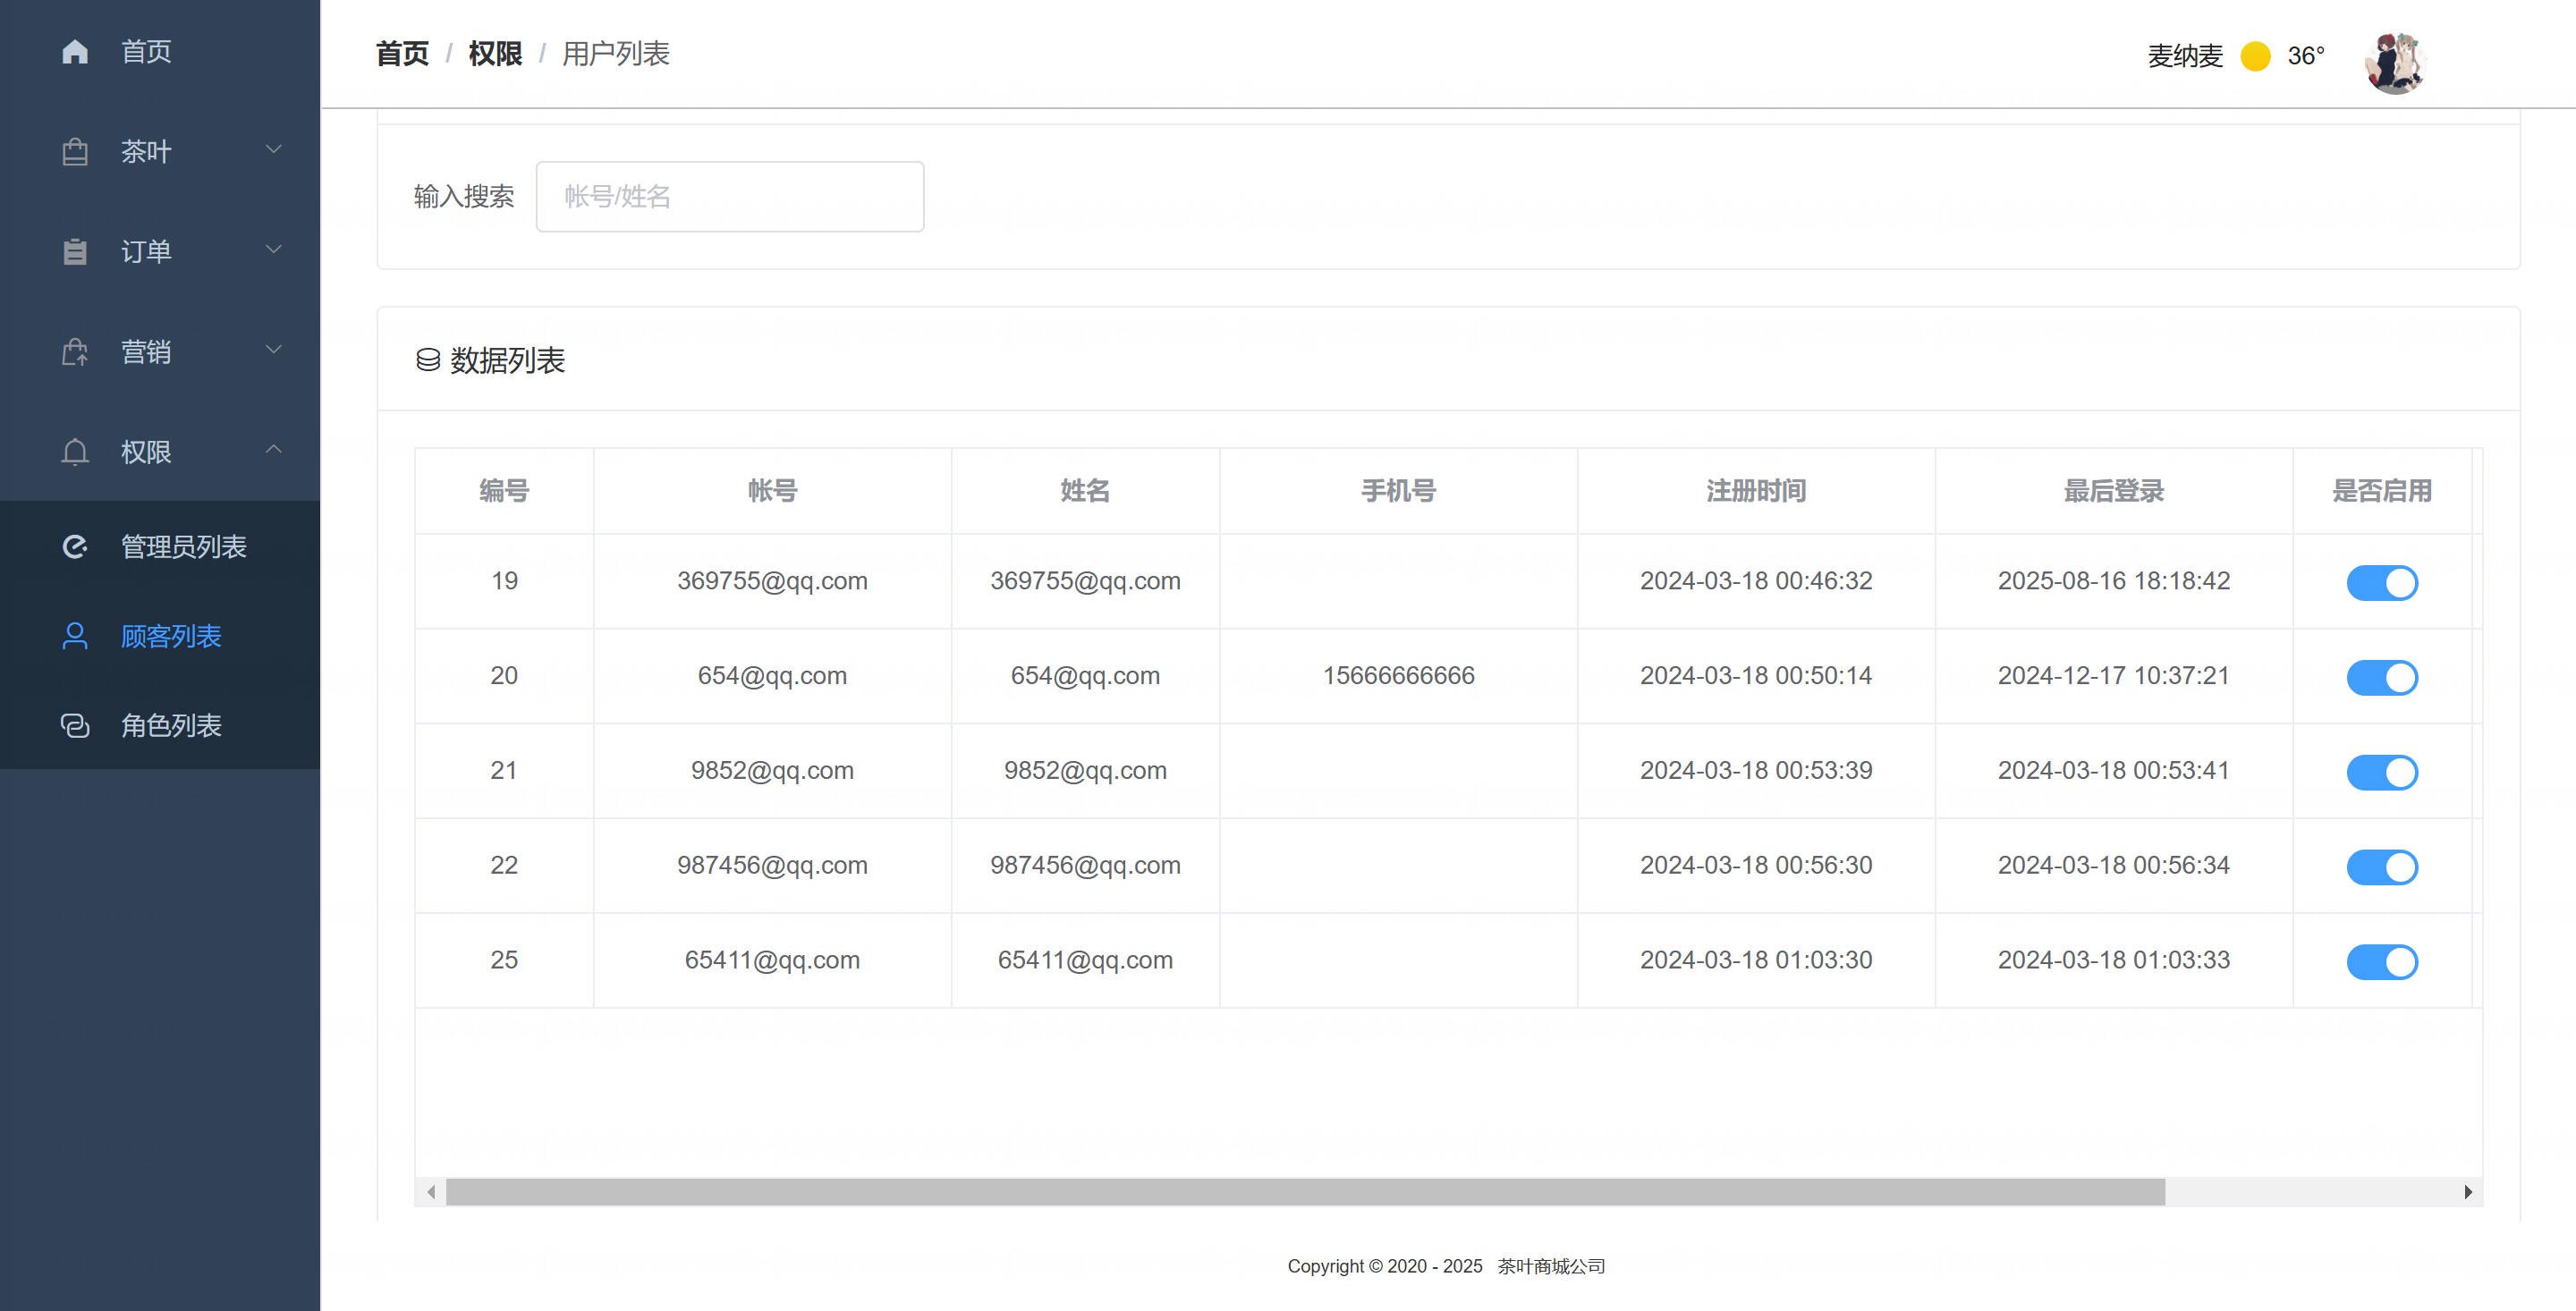 首页
茶叶
订单
营销
权限
管理员列表
顾客列表
角色列表
首页 / 权限 / 用户列表
麦纳麦 36°
输入搜索 帐号/姓名
数据列表
编号 帐号 姓名 手机号 注册时间 最后登录 是否启用
19 369755@qq.com 369755@qq.com 2024-03-18 00:46:32 2025-08-16 18:18:42
20 654@qq.com 654@qq.com 15666666666 2024-03-18 00:50:14 2024-12-17 10:37:21
21 9852@qq.com 9852@qq.com 2024-03-18 00:53:39 2024-03-18 00:53:41
22 987456@qq.com 987456@qq.com 2024-03-18 00:56:30 2024-03-18 00:56:34
25 65411@qq.com 65411@qq.com 2024-03-18 01:03:30 2024-03-18 01:03:33
Copyright © 2020 - 2025 茶叶商城公司